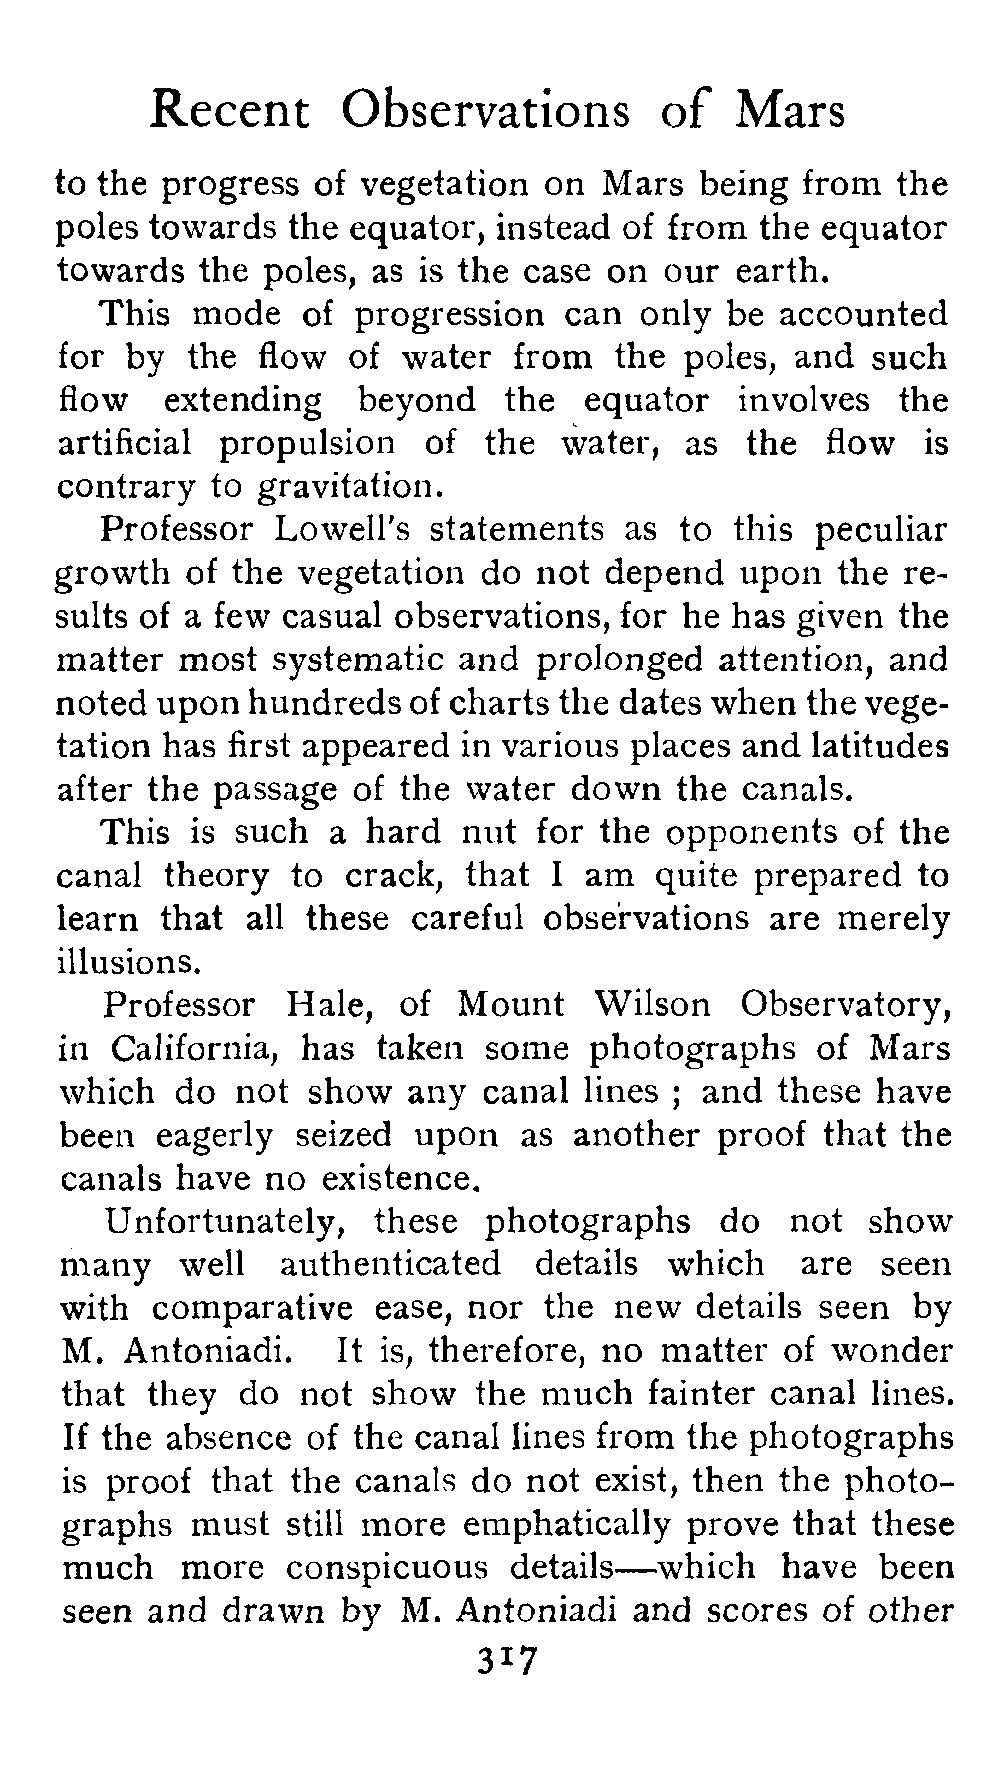 Recent Observations of Mars
to the progress of vegetation on Mars being from the
poles towards the equator, instead of from the equator
towards the poles, as is the case on our earth.
This mode of progression can only be accounted
for by the flow of water from the poles, and such
flow extending beyond the equator involves the
artificial propulsion of the water, as the flow is
contrary to gravitation.
Professor Lowell's statements as to this peculiar
growth of the vegetation do not depend upon the re-
sults of a few casual observations, for he has given the
matter most systematic and prolonged attention, and
noted upon hundreds of charts the dates when the vege-
tation has first appeared in various places and latitudes
after the passage of the water down the canals.
This is such a hard nut for the opponents of the
canal theory to crack, that I am quite prepared to
learn that all these careful observations are merely
illusions.
Professor Hale, of Mount Wilson Observatory,
in California, has taken some photographs of Mars
which do not show any canal lines ; and these have
been eagerly seized upon as another proof that the
canals have no existence.
Unfortunately, these photographs do not show
many well authenticated details which are seen
with comparative ease, nor the new details seen by
M. Antoniadi. It is, therefore, no matter of wonder
that they do not show the much fainter canal lines.
If the absence of the canal lines from the photographs
is proof that the canals do not exist, then the photo-
graphs must still more emphatically prove that these
much more conspicuous details—which have been
seen and drawn by M. Antoniadi and scores of other
317